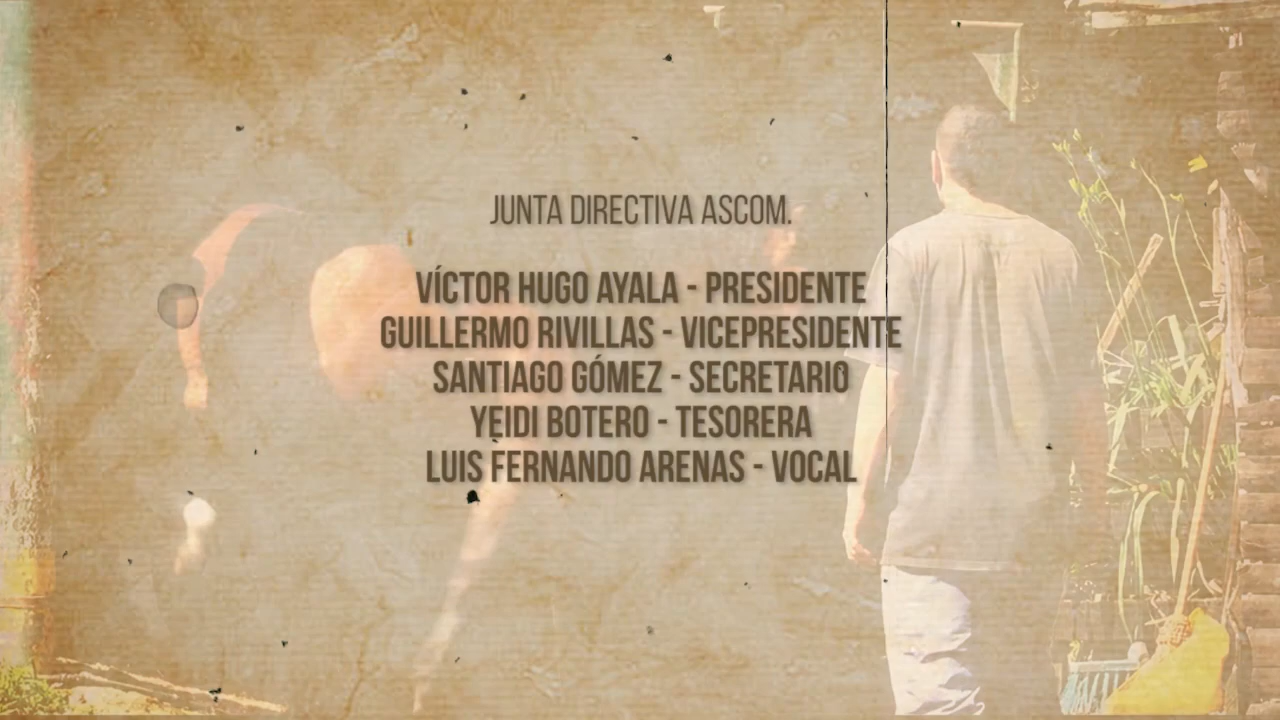 JUNTA DIRECTIVA ASCOM.
VÍCTOR HUGO AYALA - PRESIDENTE
GUILLERMO RIVILLAS - VICEPRESIDENTE
SANTIAGO GÓMEZ - SECRETARIO
YEIDI BOTERO - TESORERA
LUIS FERNANDO ARENAS - VOCAL